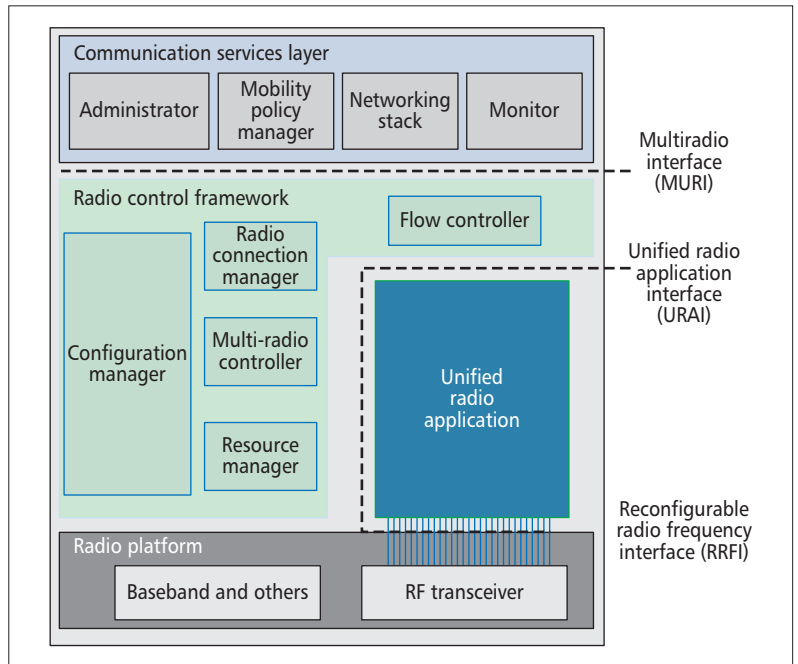 Communication services layer
Administrator
Mobility
policy
manager
Networking
stack
Monitor
Multiradio
interface
(MURI)
Radio control framework
Flow controller
Radio
connection
manager
Unified radio
application
interface
(URAI)
Configuration
manager
Multi-radio
controller
Unified
radio
application
Resource
manager
Reconfigurable
radio frequency
interface (RRFI)
Radio platform
Baseband and others
RF transceiver